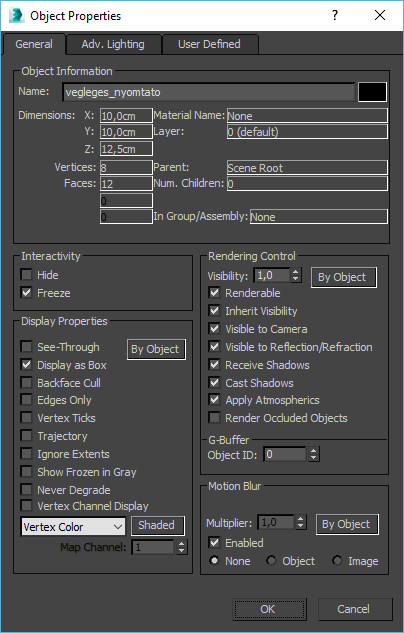 Object Properties
General Adv. Lighting User Defined
Object Information
Name: vegleges_nyomtato
Dimensions: X: 10,0cm Material Name: None
Y: 10,0cm Layer: 0 (default)
Z: 12,5cm
Vertices: 8 Parent: Scene Root
Faces: 12 Num. Children: 0
0
0 In Group/Assembly: None
Interactivity
Hide
Freeze
Display Properties
See-Through By Object
Display as Box
Backface Cull
Edges Only
Vertex Ticks
Trajectory
Ignore Extents
Show Frozen in Gray
Never Degrade
Vertex Channel Display
Vertex Color Shaded
Map Channel: 1
Rendering Control
Visibility: 1,0 By Object
Renderable
Inherit Visibility
Visible to Camera
Visible to Reflection/Refraction
Receive Shadows
Cast Shadows
Apply Atmospherics
Render Occluded Objects
G-Buffer
Object ID: 0
Motion Blur
Multiplier: 1,0 By Object
Enabled
None Object Image
OK Cancel